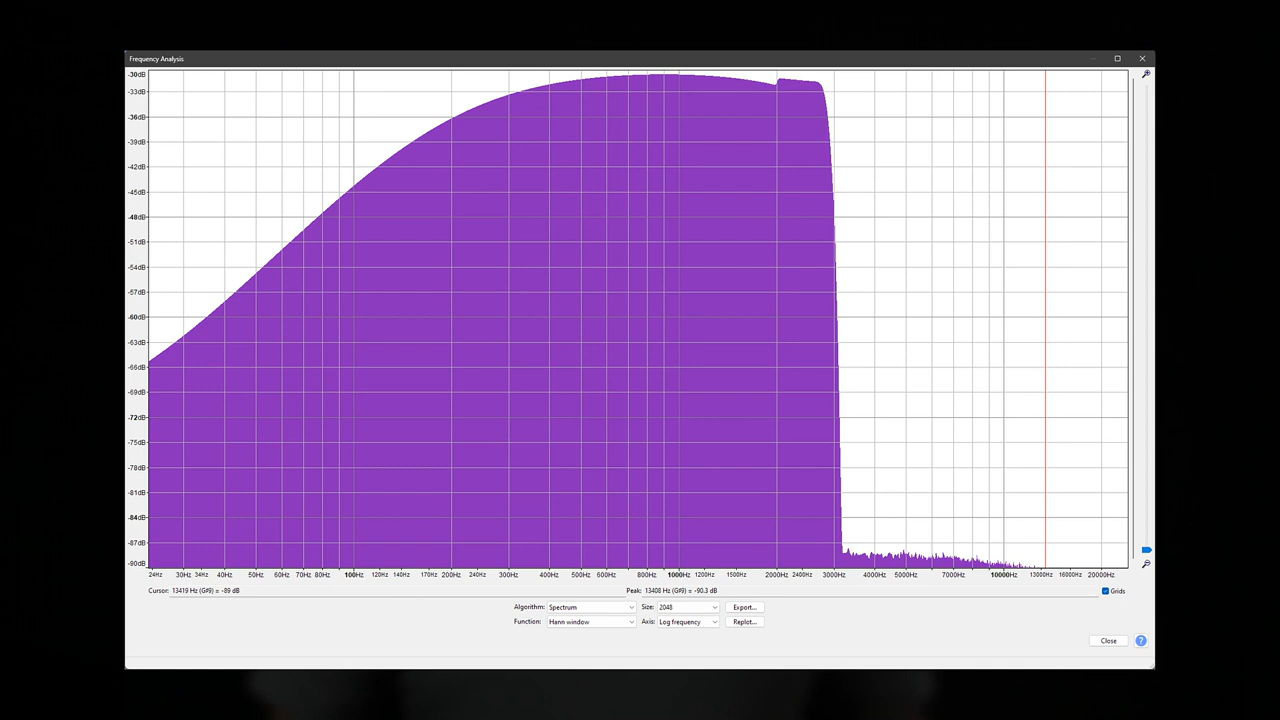 Frequency Analysis
-30dB
-33dB
-36dB
-39dB
-42dB
-45dB
-48dB
-51dB
-54dB
-57dB
-60dB
-63dB
-66dB
-69dB
-72dB
-75dB
-78dB
-81dB
-84dB
-87dB
-90dB
24Hz 30Hz 34Hz 40Hz 50Hz 60Hz 70Hz 80Hz 100Hz 120Hz 140Hz 170Hz 200Hz 240Hz 300Hz 400Hz 500Hz 600Hz 800Hz 1000Hz 1200Hz 1500Hz 2000Hz 2400Hz 3000Hz 4000Hz 5000Hz 7000Hz 10000Hz 13000Hz 16000Hz 20000Hz
Cursor: 13419 Hz (G#9) = -89 dB Peak: 13408 Hz (G#9) = -90.3 dB Grids
Algorithm: Spectrum Size: 2048 Export...
Function: Hann window Axis: Log frequency Replot...
Close ?